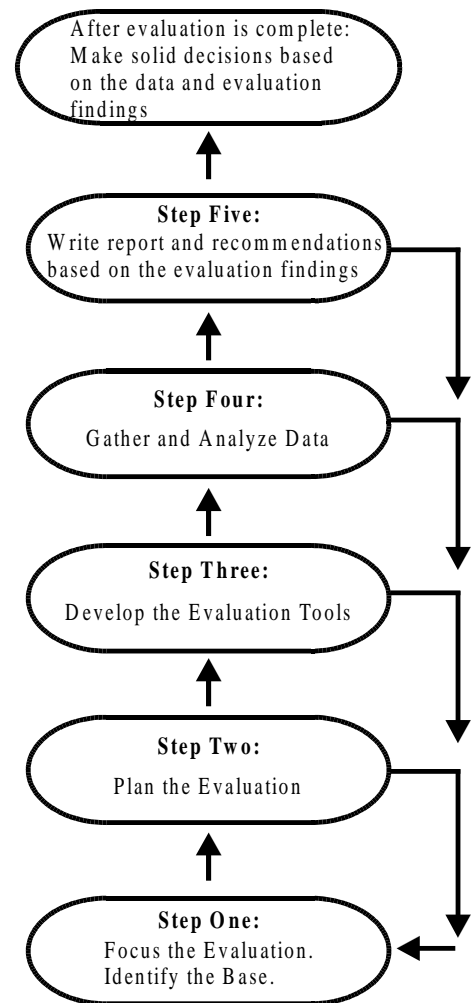 After evaluation is complete:
Make solid decisions based
on the data and evaluation
findings
Step Five:
Write report and recommendations
based on the evaluation findings
Step Four:
Gather and Analyze Data
Step Three:
Develop the Evaluation Tools
Step Two:
Plan the Evaluation
Step One:
Focus the Evaluation.
Identify the Base.